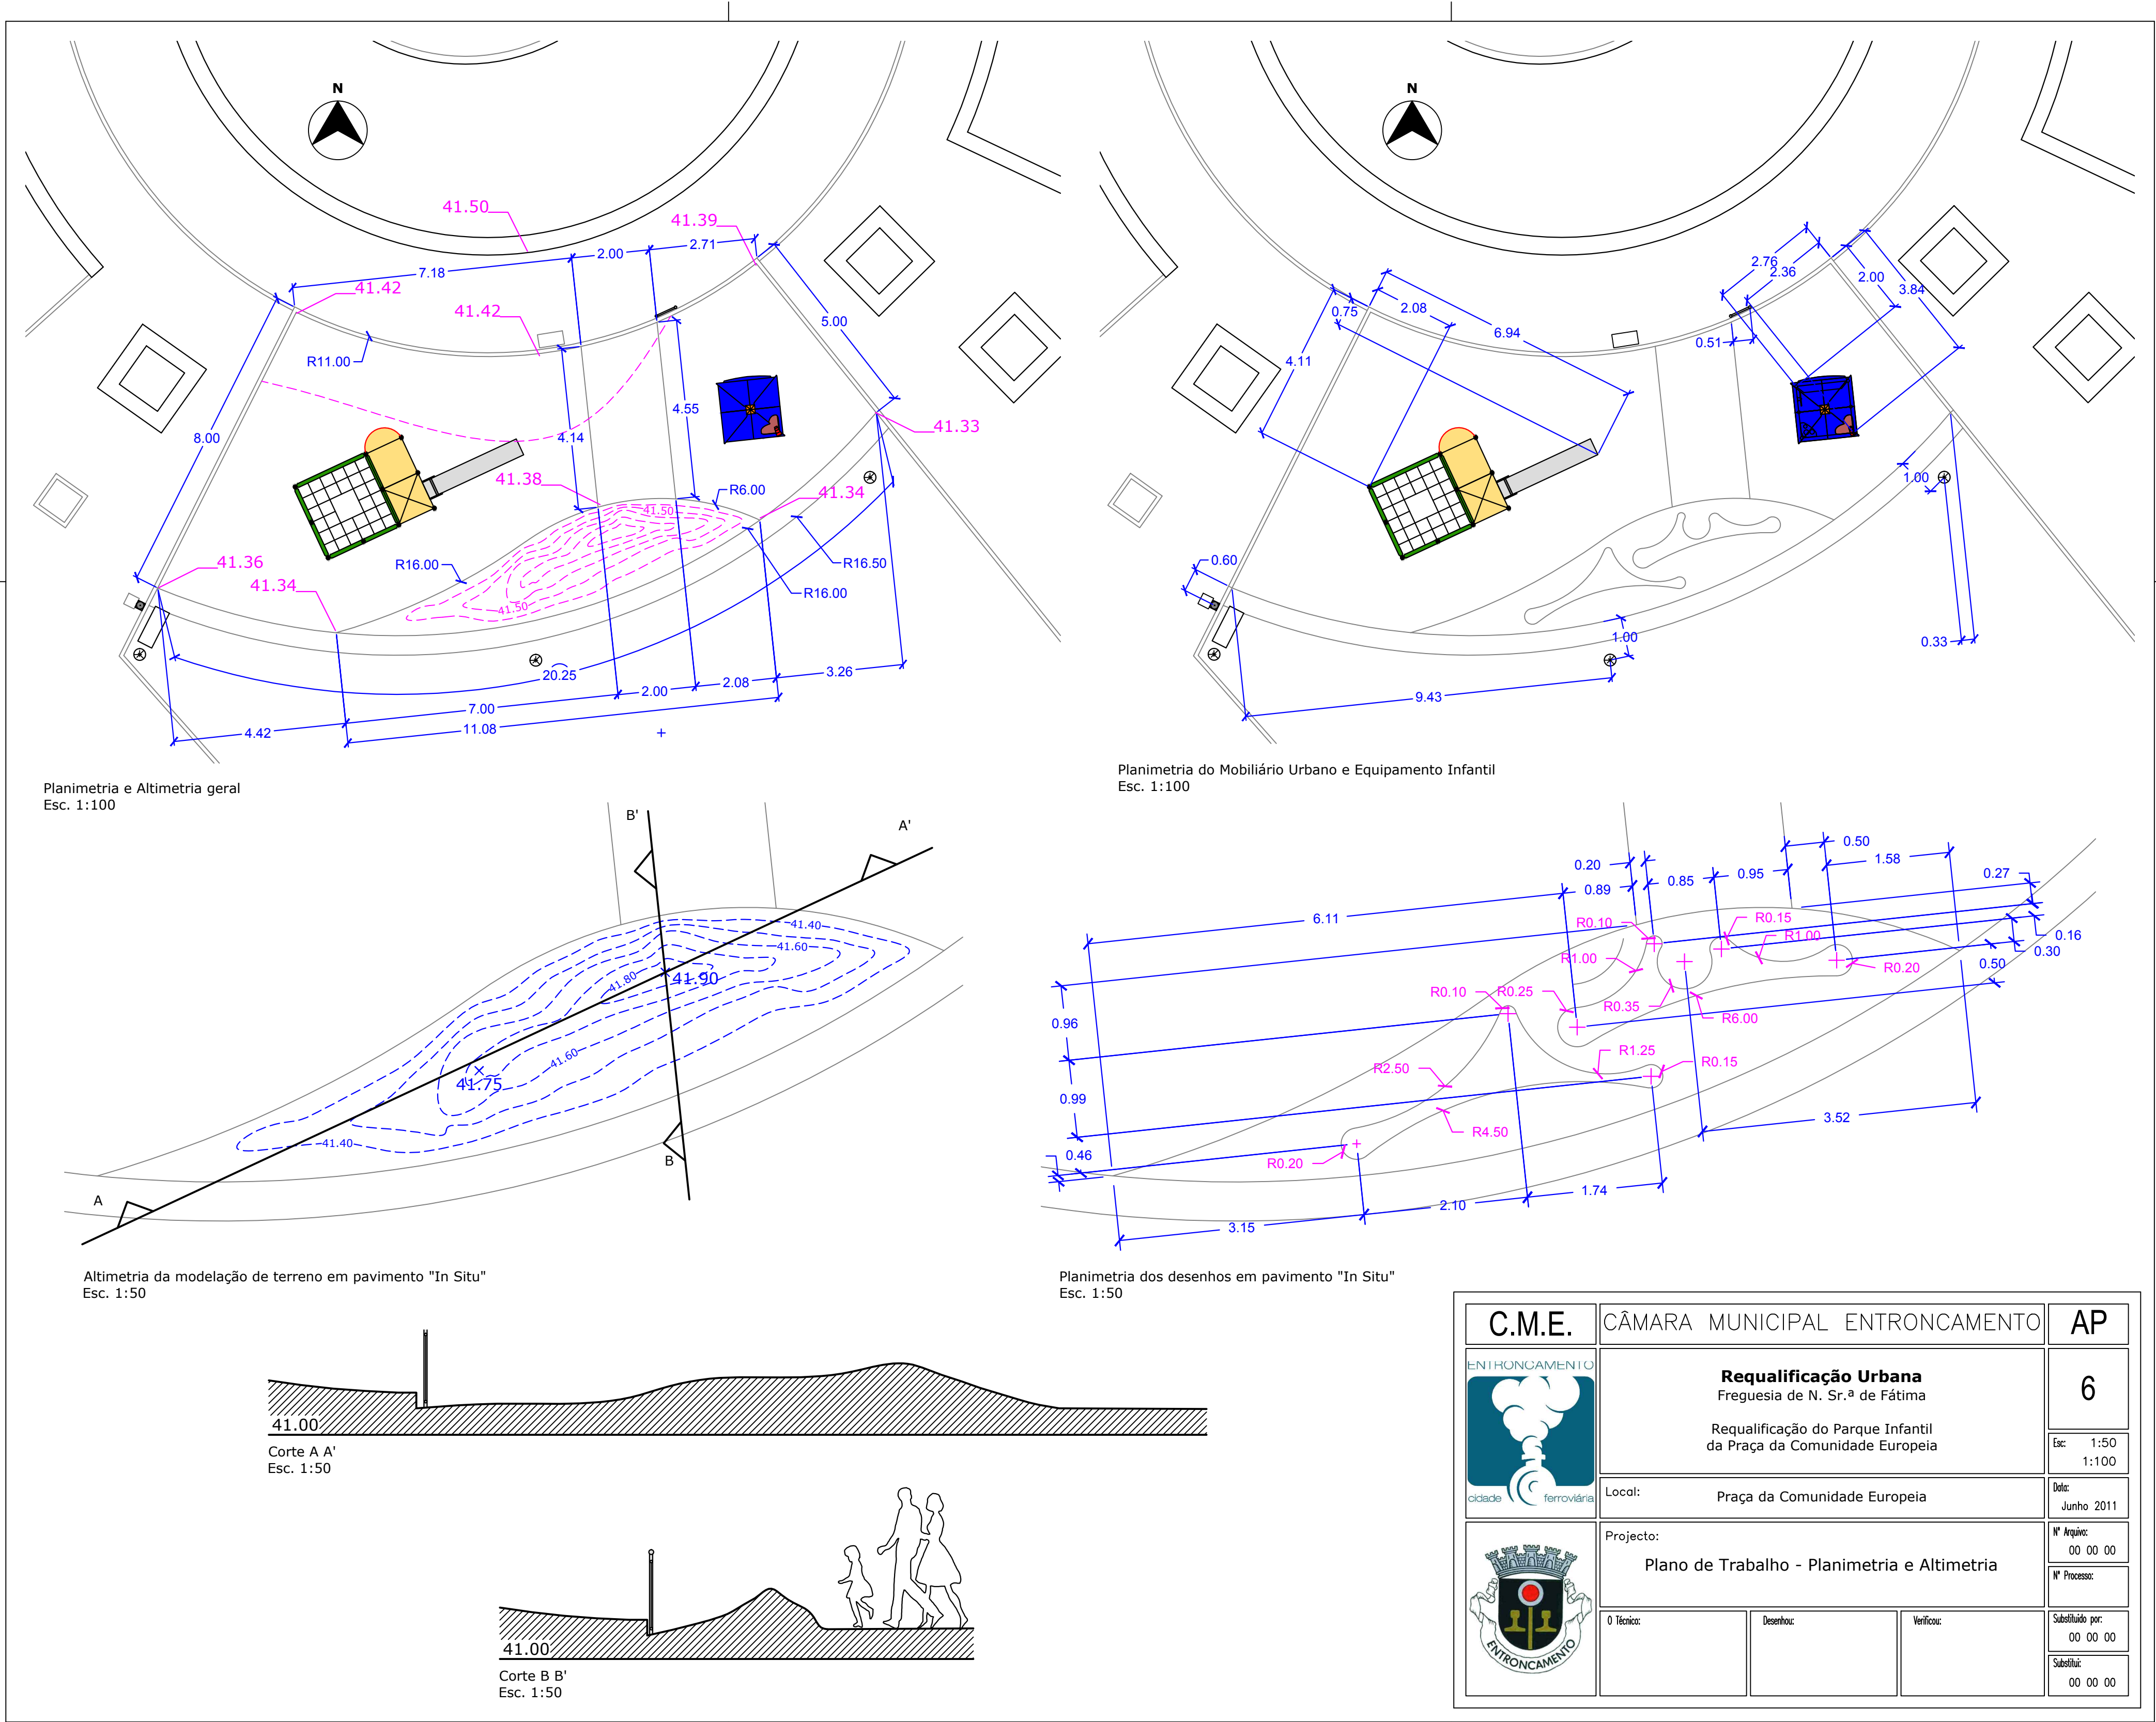 N
41.50
41.39
2.00
2.71
7.18
41.42
41.42
5.00
R11.00
4.55
8.00
4.14
41.33
41.38
R6.00
41.34
41.50
41.36
R16.00
R16.50
41.34
R16.00
41.50
20.25
3.26
2.08
2.00
7.00
11.08
4.42
Planimetria e Altimetria geral
Esc. 1:100
N
2.76
2.36
2.00
3.84
0.75
2.08
6.94
0.51
4.11
1.00
0.60
1.00
0.33
9.43
Planimetria do Mobiliário Urbano e Equipamento Infantil
Esc. 1:100
B'
A'
41.40
41.60
41.80
41.90
41.60
41.75
41.40
B
A
Altimetria da modelação de terreno em pavimento "In Situ"
Esc. 1:50
0.50
0.20
1.58
0.95
0.27
0.89
0.85
6.11
R0.10
R0.15
R1.00
0.16
0.30
R1.00
0.50
R0.20
R0.10
R0.25
R0.35
R6.00
0.96
R1.25
R0.15
R2.50
0.99
3.52
R4.50
0.46
R0.20
1.74
2.10
3.15
Planimetria dos desenhos em pavimento "In Situ"
Esc. 1:50
41.00
Corte A A'
Esc. 1:50
41.00
Corte B B'
Esc. 1:50
C.M.E.
CÂMARA MUNICIPAL ENTRONCAMENTO
AP
ENTRONCAMENTO
cidade ferroviária
Requalificação Urbana
Freguesia de N. Sr.ª de Fátima
Requalificação do Parque Infantil
da Praça da Comunidade Europeia
6
Esc: 1:50
1:100
Local: Praça da Comunidade Europeia
Data:
Junho 2011
ENTRONCAMENTO
Projecto:
Plano de Trabalho - Planimetria e Altimetria
Nº Arquivo:
00 00 00
Nº Processo:
O Técnico:
Desenhou:
Verificou:
Substituido por:
00 00 00
Substitui:
00 00 00